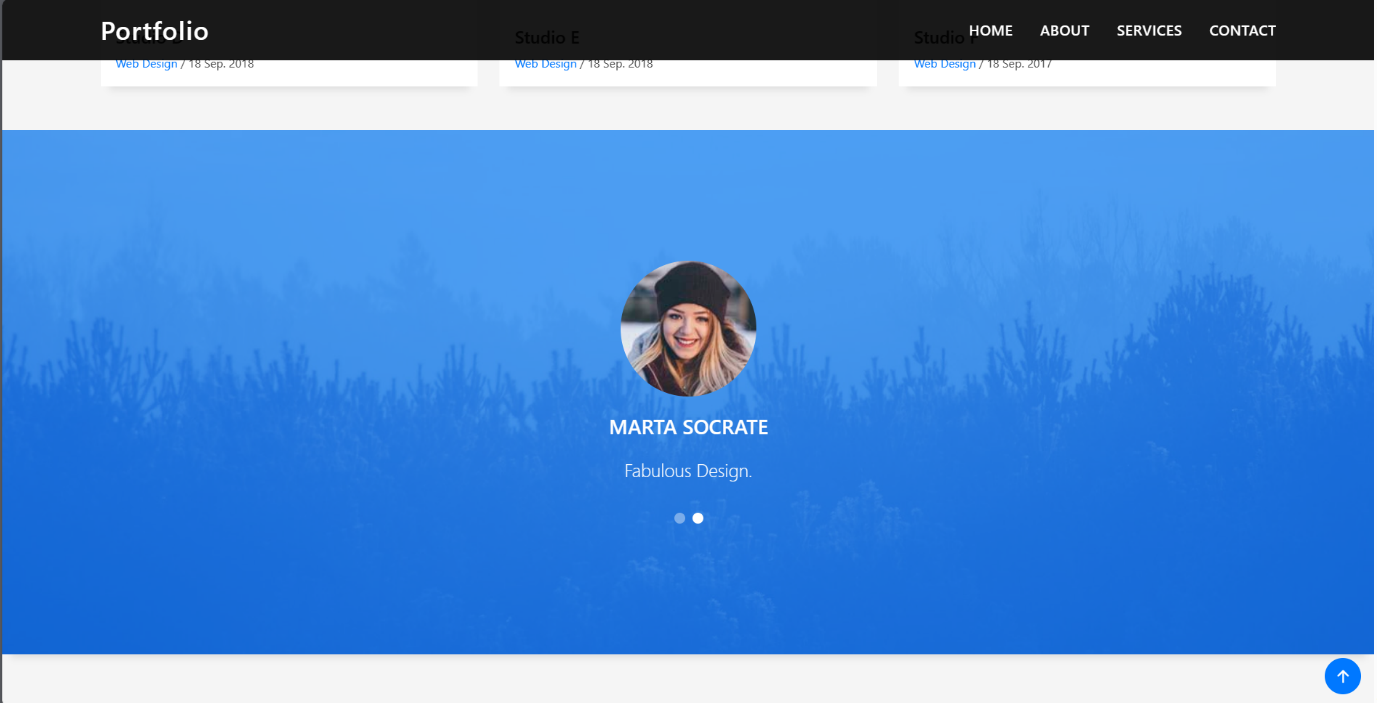 Portfolio
HOME ABOUT SERVICES CONTACT
Studio E
Studio F
Web Design / 18 Sep. 2018
Web Design / 18 Sep. 2018
Web Design / 18 Sep. 2017
MARTA SOCRATE
Fabulous Design.